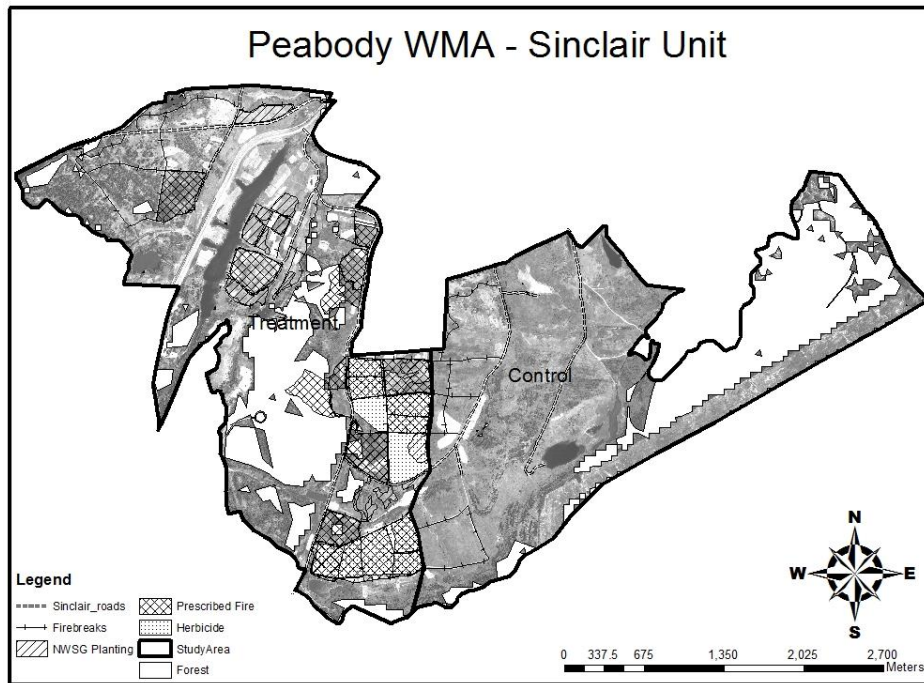 Peabody WMA - Sinclair Unit
Treatment
Control
N
W E
S
Legend
Sinclair_roads
Firebreaks
NWSG Planting
Prescribed Fire
Herbicide
StudyArea
Forest
0 337.5 675 1,350 2,025 2,700
Meters